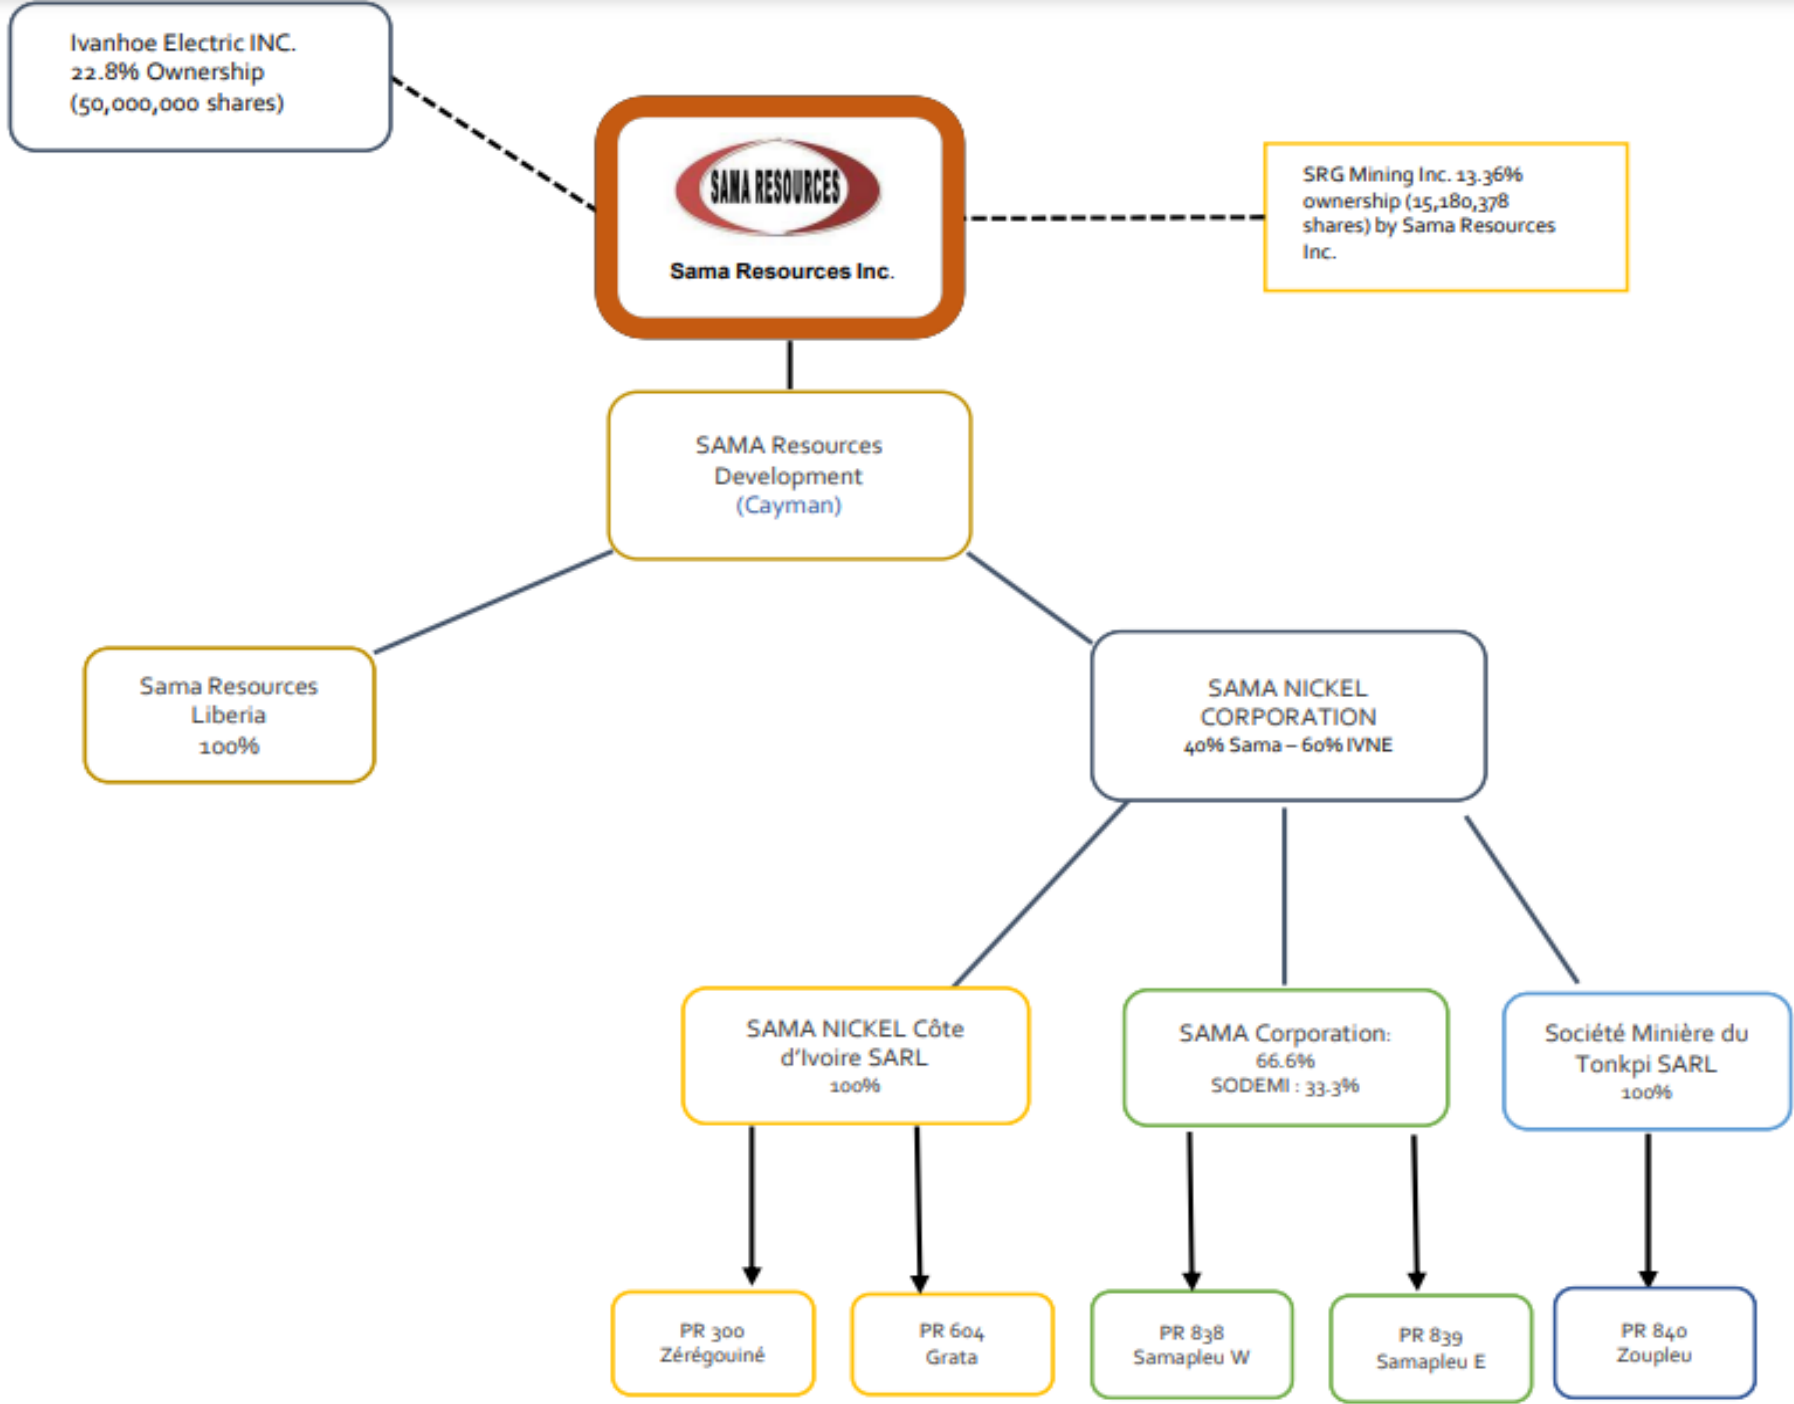 Ivanhoe Electric INC.
22.8% Ownership
(50,000,000 shares)
SAMA RESOURCES
Sama Resources Inc.
SRG Mining Inc. 13.36%
ownership (15,180,378
shares) by Sama Resources
Inc.
SAMA Resources
Development
(Cayman)
Sama Resources
Liberia
100%
SAMA NICKEL
CORPORATION
40% Sama – 60% IVNE
SAMA NICKEL Côte
d'Ivoire SARL
100%
SAMA Corporation:
66.6%
SODEMI : 33.3%
Société Minière du
Tonkpi SARL
100%
PR 300
Zérégouiné
PR 604
Grata
PR 838
Samapleu W
PR 839
Samapleu E
PR 840
Zoupleu